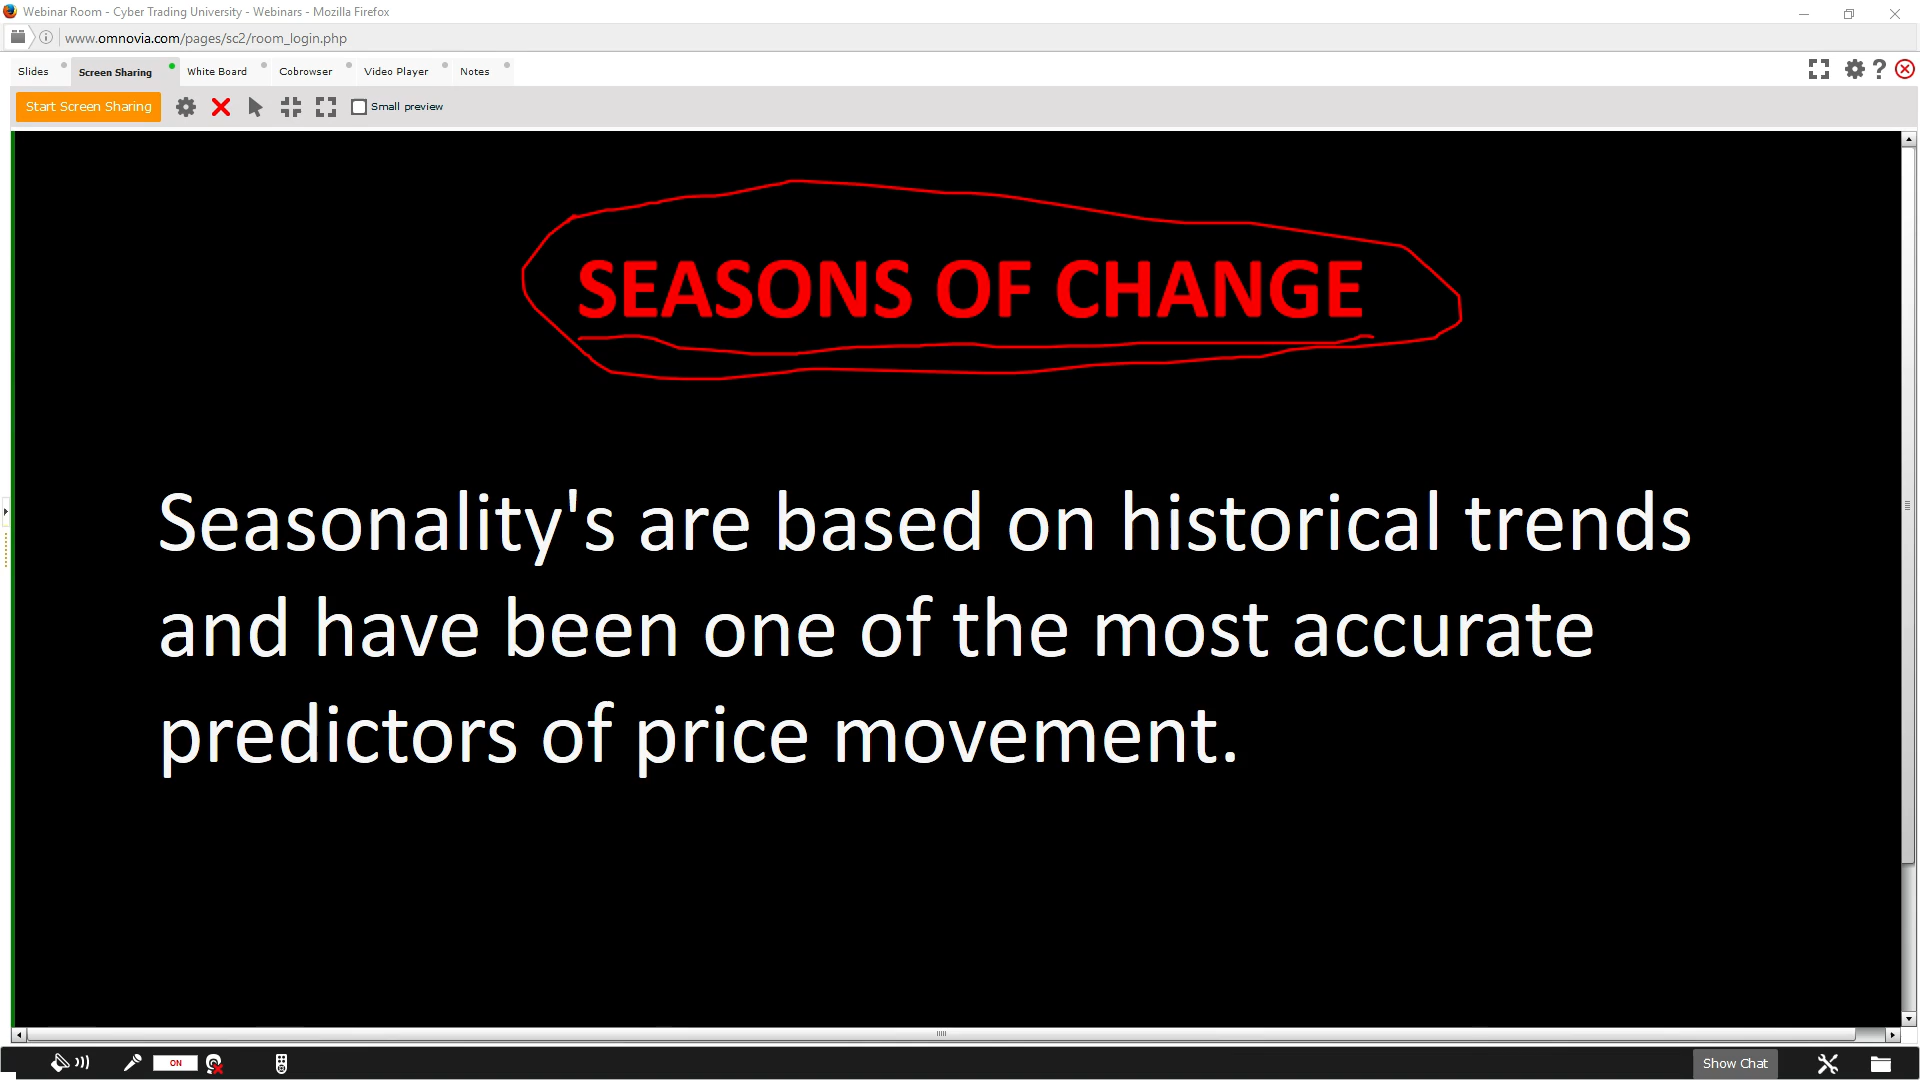 Webinar Room - Cyber Trading University - Webinars - Mozilla Firefox
www.omnovia.com/pages/sc2/room_login.php
Slides Screen Sharing White Board Cobrowser Video Player Notes
Start Screen Sharing Small preview
SEASONS OF CHANGE
Seasonality's are based on historical trends
and have been one of the most accurate
predictors of price movement.
ON Show Chat